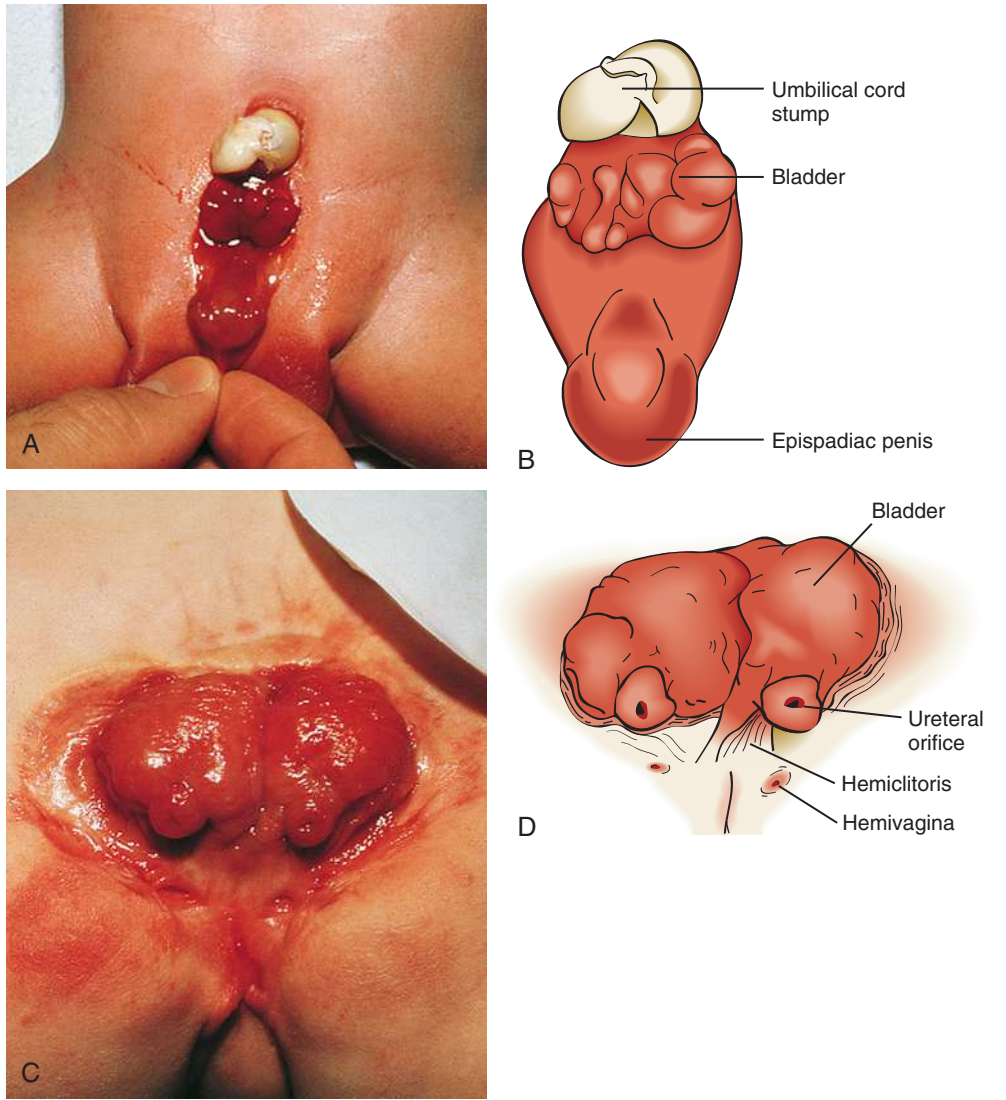 A
Umbilical cord
stump
Bladder
Epispadiac penis
B
C
Bladder
Ureteral
orifice
Hemiclitoris
Hemivagina
D